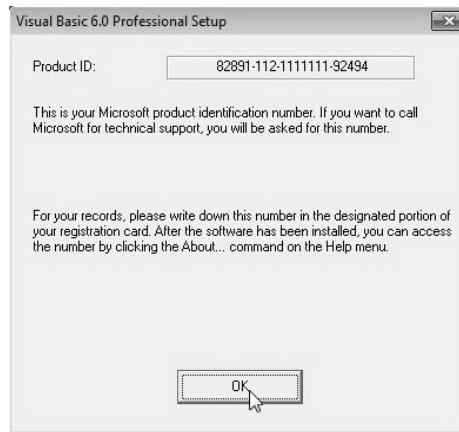 Visual Basic 6.0 Professional Setup
Product ID:
82891-112-1111111-92494
This is your Microsoft product identification number. If you want to call
Microsoft for technical support, you will be asked for this number.
For your records, please write down this number in the designated portion of
your registration card. After the software has been installed, you can access
the number by clicking the About... command on the Help menu.
OK